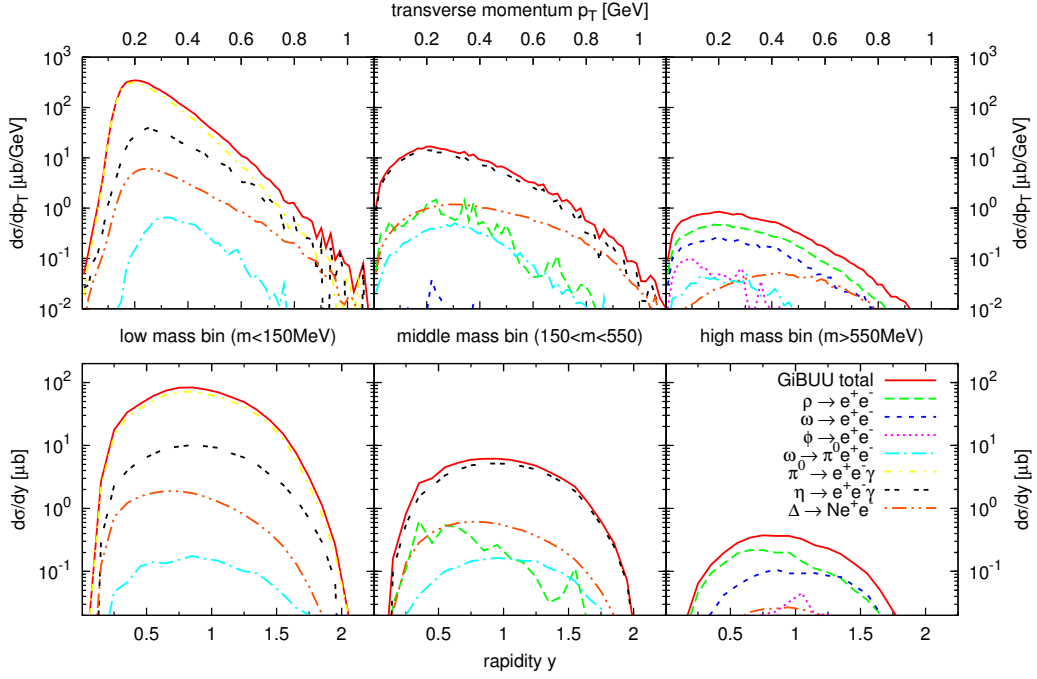 transverse momentum p_T [GeV]
0 0.2 0.4 0.6 0.8 1 0 0.2 0.4 0.6 0.8 1 0 0.2 0.4 0.6 0.8 1
10^3 10^3
10^2 10^2
10^1 10^1
10^0 10^0
10^-1 10^-1
10^-2 10^-2
dσ/dp_T [μb/GeV]
dσ/dp_T [μb/GeV]
low mass bin (m<150MeV) middle mass bin (150<m<550) high mass bin (m>550MeV)
10^2 10^2
10^1 10^1
10^0 10^0
10^-1 10^-1
dσ/dy [μb]
dσ/dy [μb]
GiBUU total
ρ → e^+e^-
ω → e^+e^-
ϕ → e^+e^-
ω → π^0e^+e^-
π^0 → e^+e^-γ
η → e^+e^-γ
Δ → Ne^+e^-
0.5 1 1.5 2 0.5 1 1.5 2 0.5 1 1.5 2
rapidity y